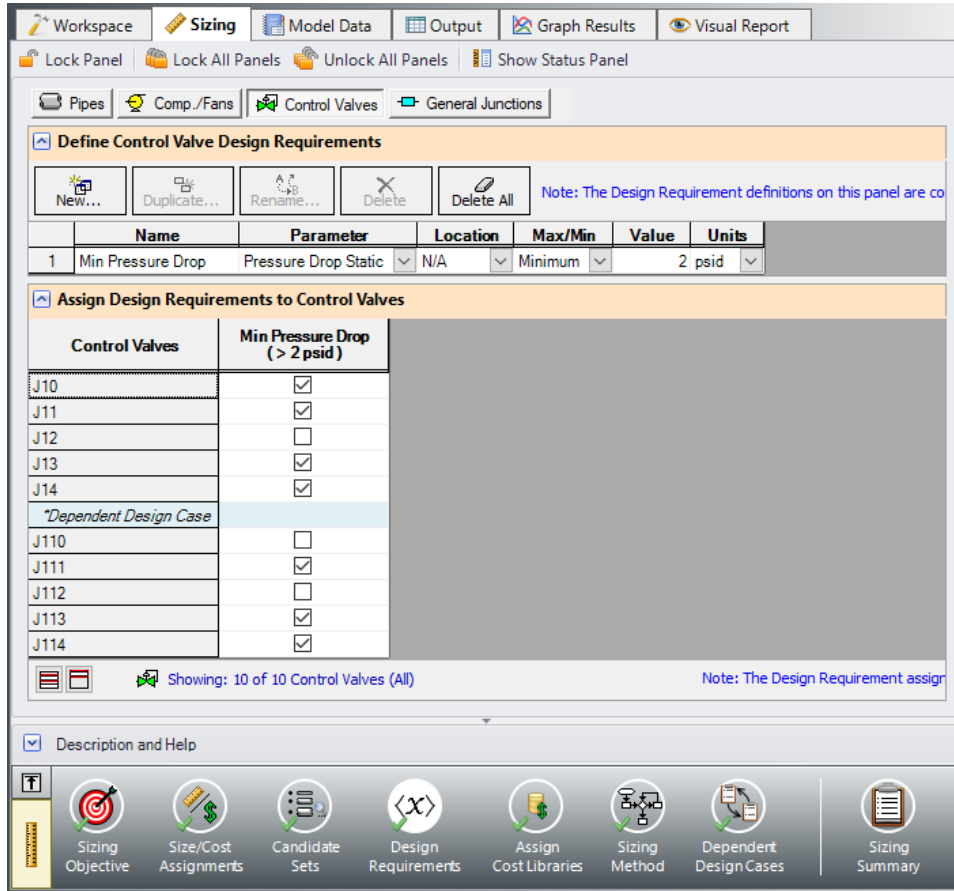 Workspace Sizing Model Data Output Graph Results Visual Report
Lock Panel Lock All Panels Unlock All Panels Show Status Panel
Pipes Comp./Fans Control Valves General Junctions
Define Control Valve Design Requirements
New... Duplicate... Rename... Delete Delete All Note: The Design Requirement definitions on this panel are co
Name Parameter Location Max/Min Value Units
1 Min Pressure Drop Pressure Drop Static N/A Minimum 2 psid
Assign Design Requirements to Control Valves
Control Valves Min Pressure Drop
( > 2 psid )
J10
J11
J12
J13
J14
*Dependent Design Case
J110
J111
J112
J113
J114
Showing: 10 of 10 Control Valves (All) Note: The Design Requirement assign
Description and Help
Sizing Size/Cost Candidate Design Assign Sizing Dependent Sizing
Objective Assignments Sets Requirements Cost Libraries Method Design Cases Summary